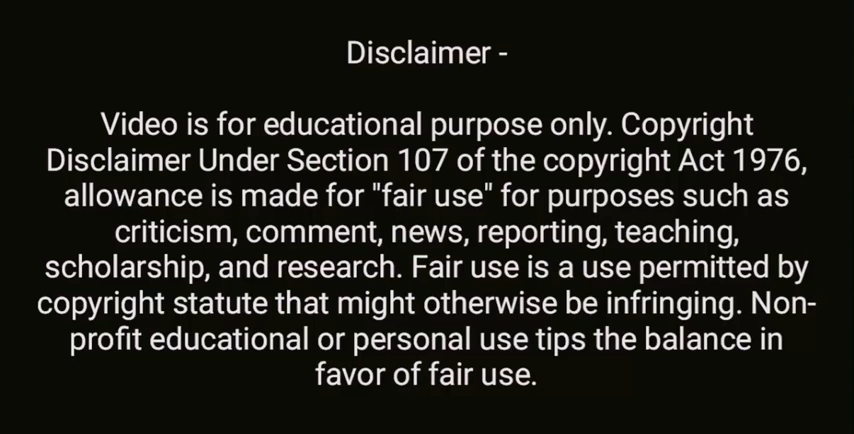 Disclaimer -
Video is for educational purpose only. Copyright
Disclaimer Under Section 107 of the copyright Act 1976,
allowance is made for "fair use" for purposes such as
criticism, comment, news, reporting, teaching,
scholarship, and research. Fair use is a use permitted by
copyright statute that might otherwise be infringing. Non-
profit educational or personal use tips the balance in
favor of fair use.